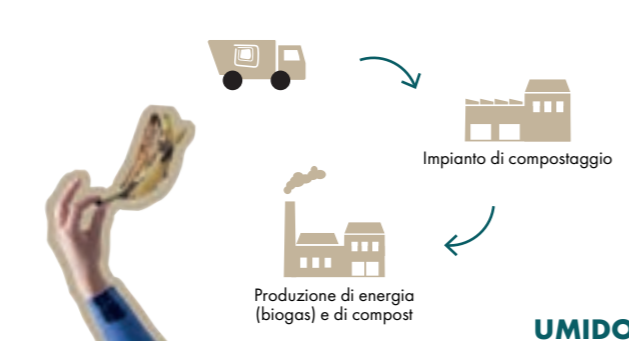 Impianto di compostaggio
Produzione di energia
(biogas) e di compost
UMIDO